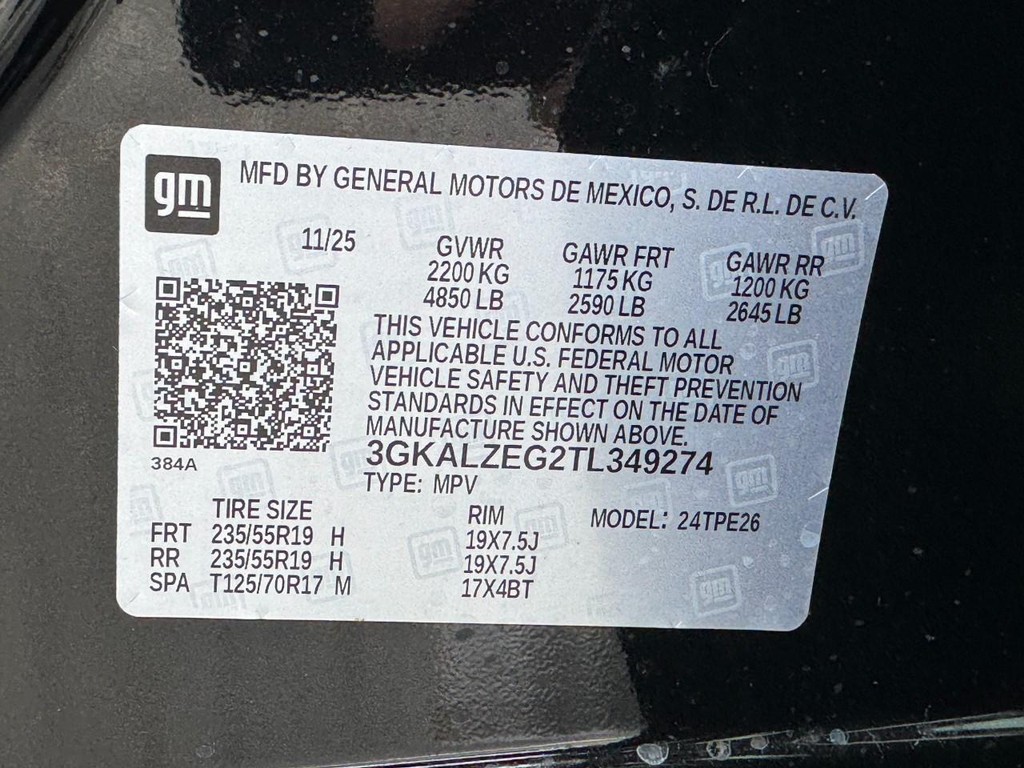 gm MFD BY GENERAL MOTORS DE MEXICO, S. DE R.L. DE C.V.
11/25 GVWR GAWR FRT GAWR RR
2200 KG 1175 KG 1200 KG
4850 LB 2590 LB 2645 LB
THIS VEHICLE CONFORMS TO ALL
APPLICABLE U.S. FEDERAL MOTOR
VEHICLE SAFETY AND THEFT PREVENTION
STANDARDS IN EFFECT ON THE DATE OF
MANUFACTURE SHOWN ABOVE.
384A
3GKALZEG2TL349274
TYPE: MPV
TIRE SIZE RIM MODEL: 24TPE26
FRT 235/55R19 H 19X7.5J
RR 235/55R19 H 19X7.5J
SPA T125/70R17 M 17X4BT